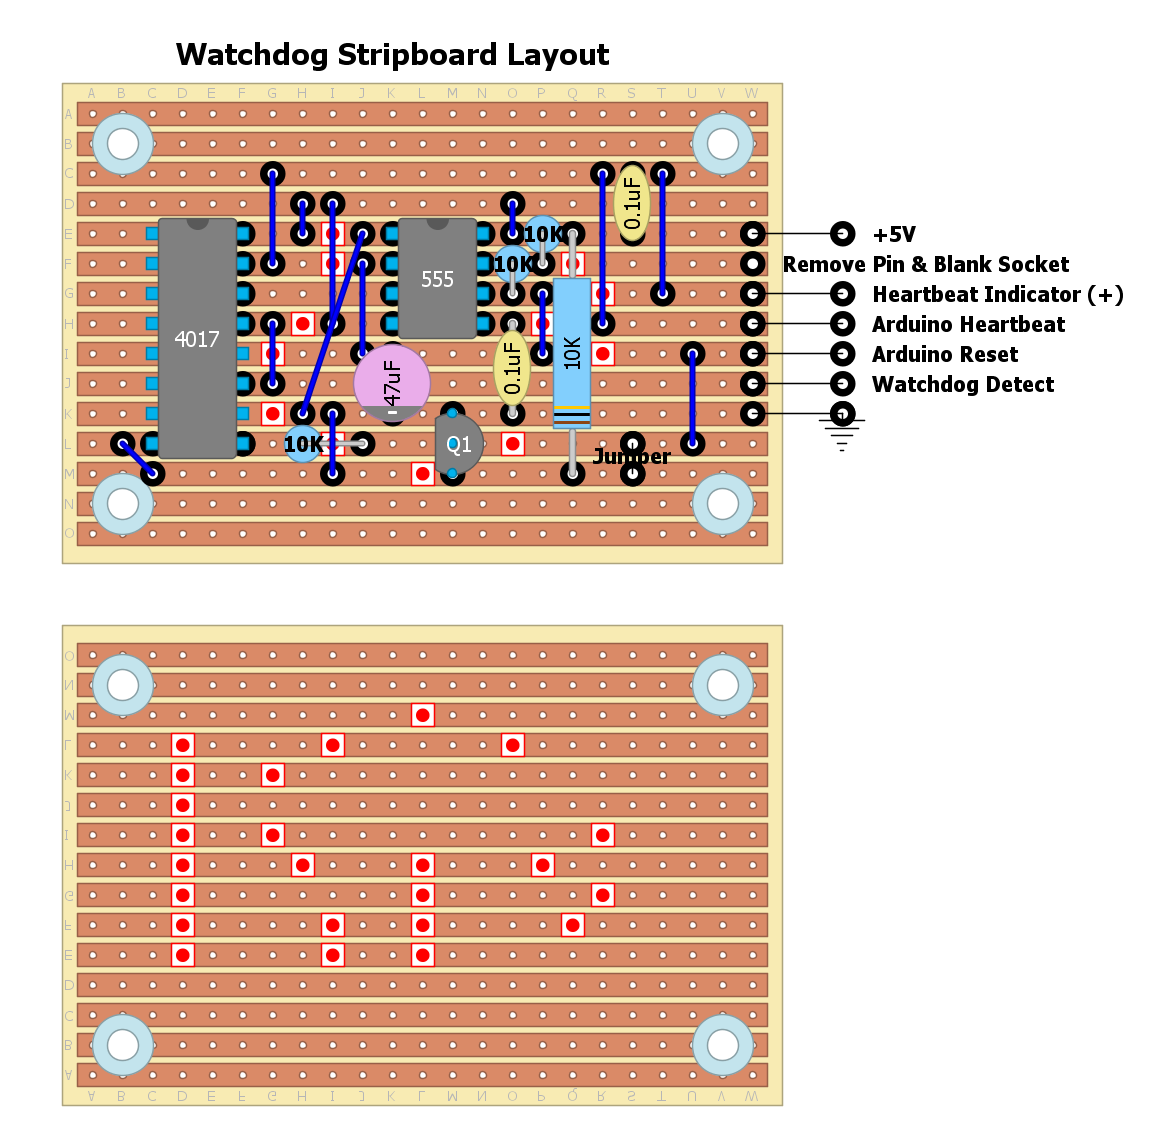 Watchdog Stripboard Layout
A B C D E F G H I J K L M N O P Q R S T U V W
A
B
C
D
E
F
G
H
I
J
K
L
M
N
O
0.1uF
10K
+5V
10K
Remove Pin & Blank Socket
555
Heartbeat Indicator (+)
Arduino Heartbeat
4017
10K
Arduino Reset
0.1uF
47uF
Watchdog Detect
10K
Q1
Jumper
O
N
M
L
K
J
I
H
G
F
E
D
C
B
A
A B C D E F G H I J K L M N O P Q R S T U V W